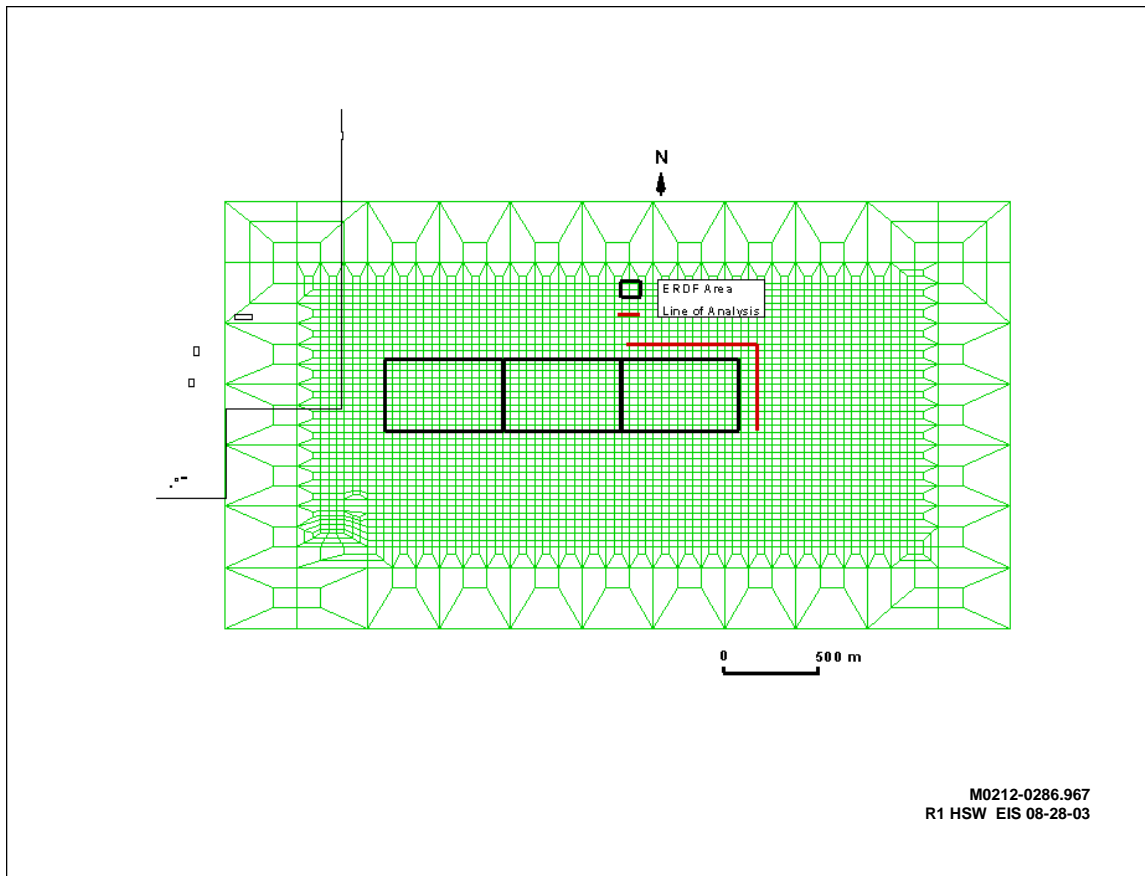 N
ERDF Area
Line of Analysis
0 500 m
M0212-0286.967
R1 HSW EIS 08-28-03